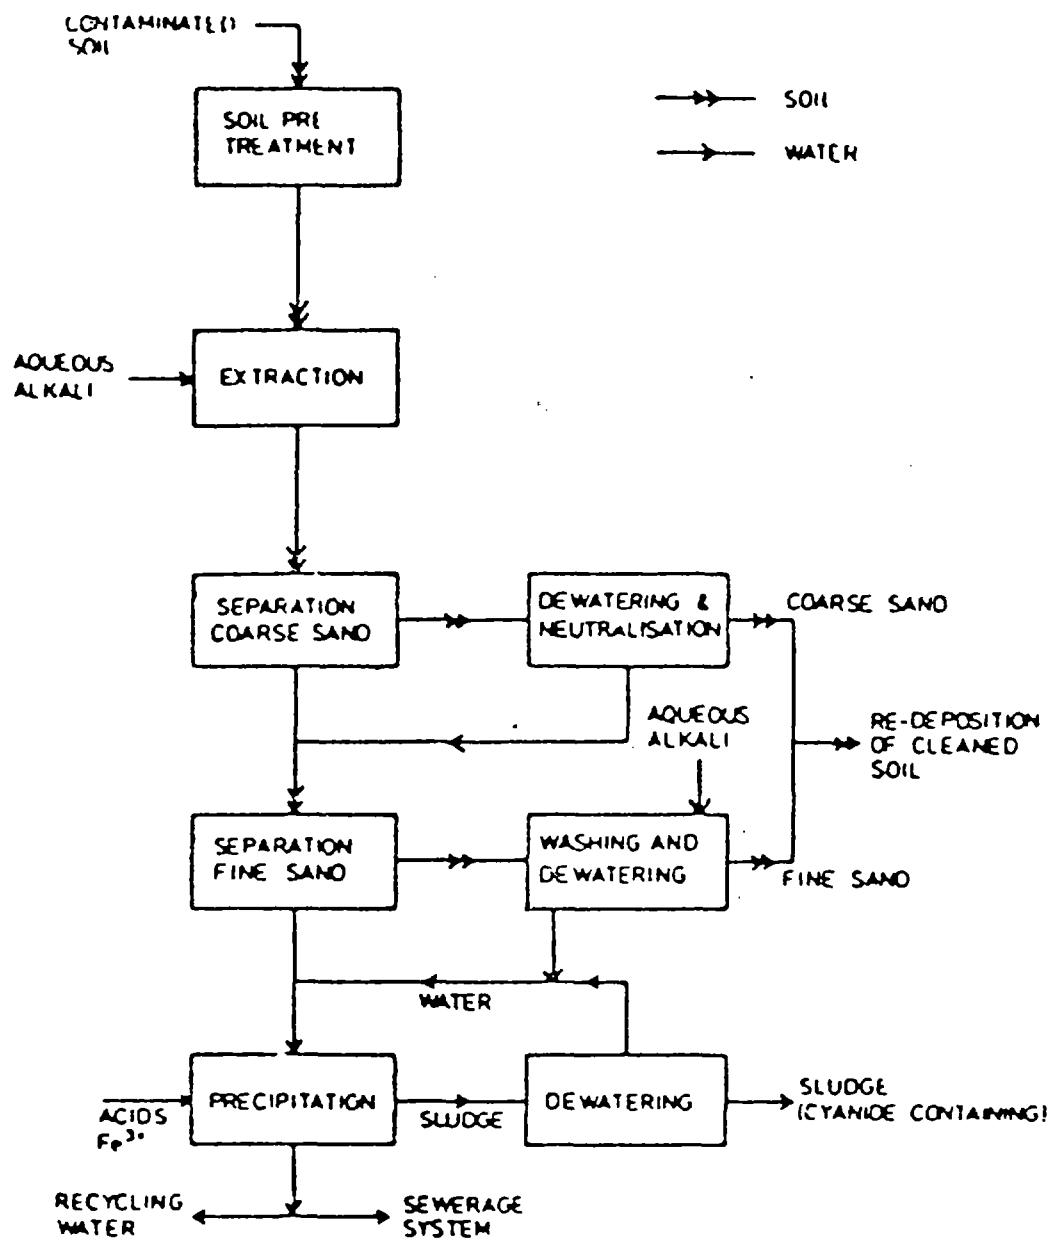 CONTAMINATED
SOIL
SOIL PRE
TREATMENT
SOIL
WATER
AQUEOUS
ALKALI
EXTRACTION
SEPARATION
COARSE SAND
DEWATERING &
NEUTRALISATION
COARSE SAND
AQUEOUS
ALKALI
RE-DEPOSITION
OF CLEANED
SOIL
SEPARATION
FINE SAND
WASHING AND
DEWATERING
FINE SAND
WATER
PRECIPITATION
ACIDS
Fe³⁺
SLUDGE
DEWATERING
SLUDGE
(CYANIDE CONTAINING)
RECYCLING
WATER
SEWERAGE
SYSTEM